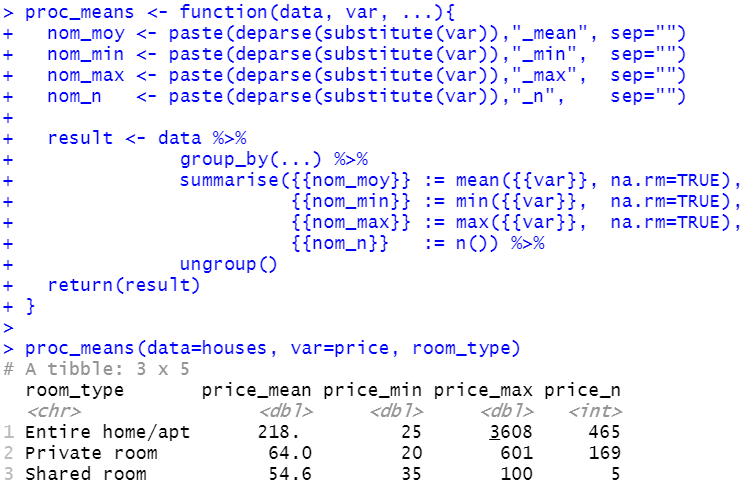 > proc_means <- function(data, var, ...){
+   nom_moy <- paste(deparse(substitute(var)),"_mean", sep="")
+   nom_min <- paste(deparse(substitute(var)),"_min",  sep="")
+   nom_max <- paste(deparse(substitute(var)),"_max",  sep="")
+   nom_n   <- paste(deparse(substitute(var)),"_n",    sep="")
+
+   result <- data %>%
+               group_by(...) %>%
+               summarise({{nom_moy}} := mean({{var}}, na.rm=TRUE),
+                         {{nom_min}} := min({{var}},  na.rm=TRUE),
+                         {{nom_max}} := max({{var}},  na.rm=TRUE),
+                         {{nom_n}}   := n()) %>%
+               ungroup()
+   return(result)
+ }
>
> proc_means(data=houses, var=price, room_type)
# A tibble: 3 x 5
  room_type       price_mean price_min price_max price_n
  <chr>                <dbl>     <dbl>     <dbl>   <int>
1 Entire home/apt      218.         25      3608     465
2 Private room          64.0        20       601     169
3 Shared room           54.6        35       100       5